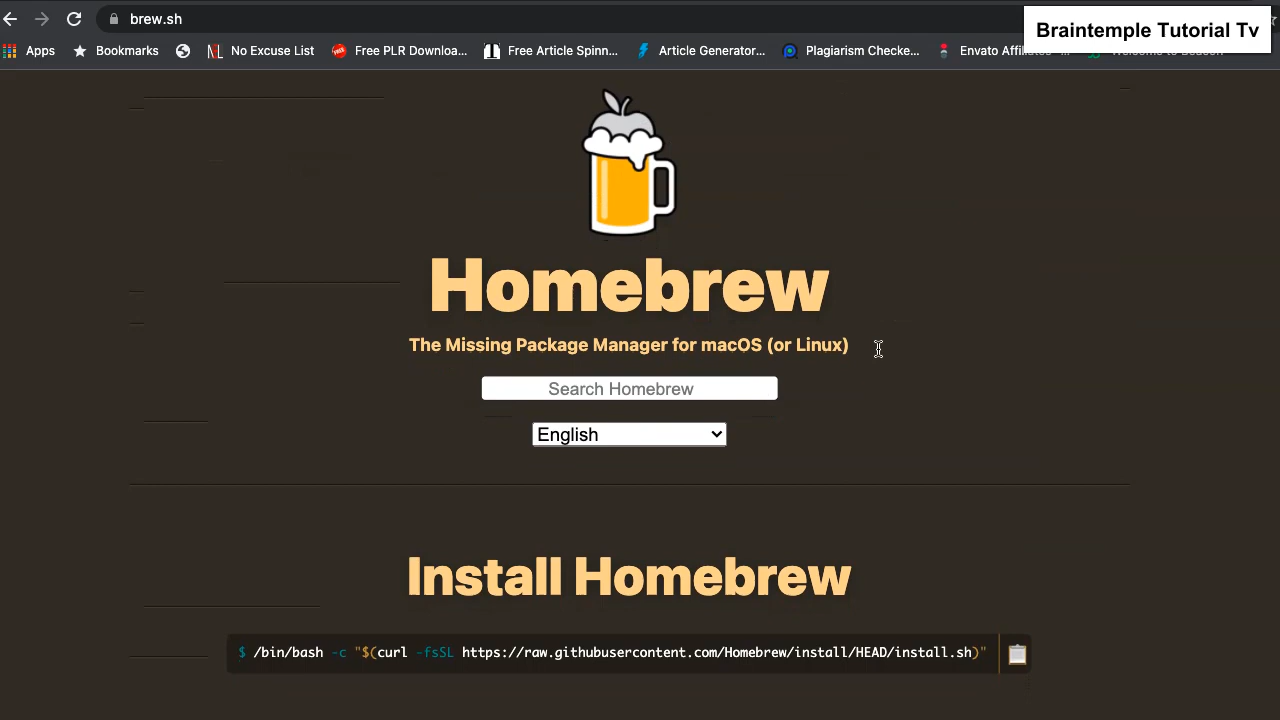 brew.sh
Braintemple Tutorial Tv
Apps Bookmarks No Excuse List Free PLR Downloa... Free Article Spinn... Article Generator... Plagiarism Checke... Envato Affiliates
Homebrew
The Missing Package Manager for macOS (or Linux)
Search Homebrew
English
Install Homebrew
$ /bin/bash -c "$(curl -fsSL https://raw.githubusercontent.com/Homebrew/install/HEAD/install.sh)"